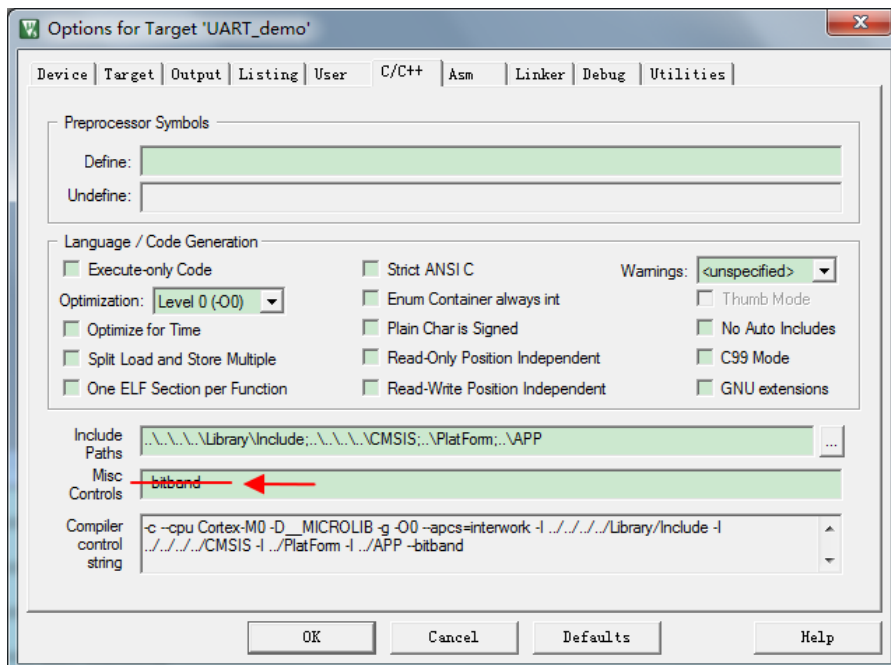 Options for Target 'UART_demo'
Device Target Output Listing User C/C++ Asm Linker Debug Utilities
Preprocessor Symbols
Define:
Undefine:
Language / Code Generation
Execute-only Code Strict ANSI C Warnings: <unspecified>
Optimization: Level 0 (-O0) Enum Container always int Thumb Mode
Optimize for Time Plain Char is Signed No Auto Includes
Split Load and Store Multiple Read-Only Position Independent C99 Mode
One ELF Section per Function Read-Write Position Independent GNU extensions
Include Paths ..\..\..\..\Library\Include;..\..\..\..\CMSIS;..\PlatForm;..\APP ...
Misc Controls --bitband
Compiler control string -c --cpu Cortex-M0 -D__MICROLIB -g -O0 --apcs=interwork -I ../../../../Library/Include -I
../../../../CMSIS -I ../PlatForm -I ../APP --bitband
OK Cancel Defaults Help